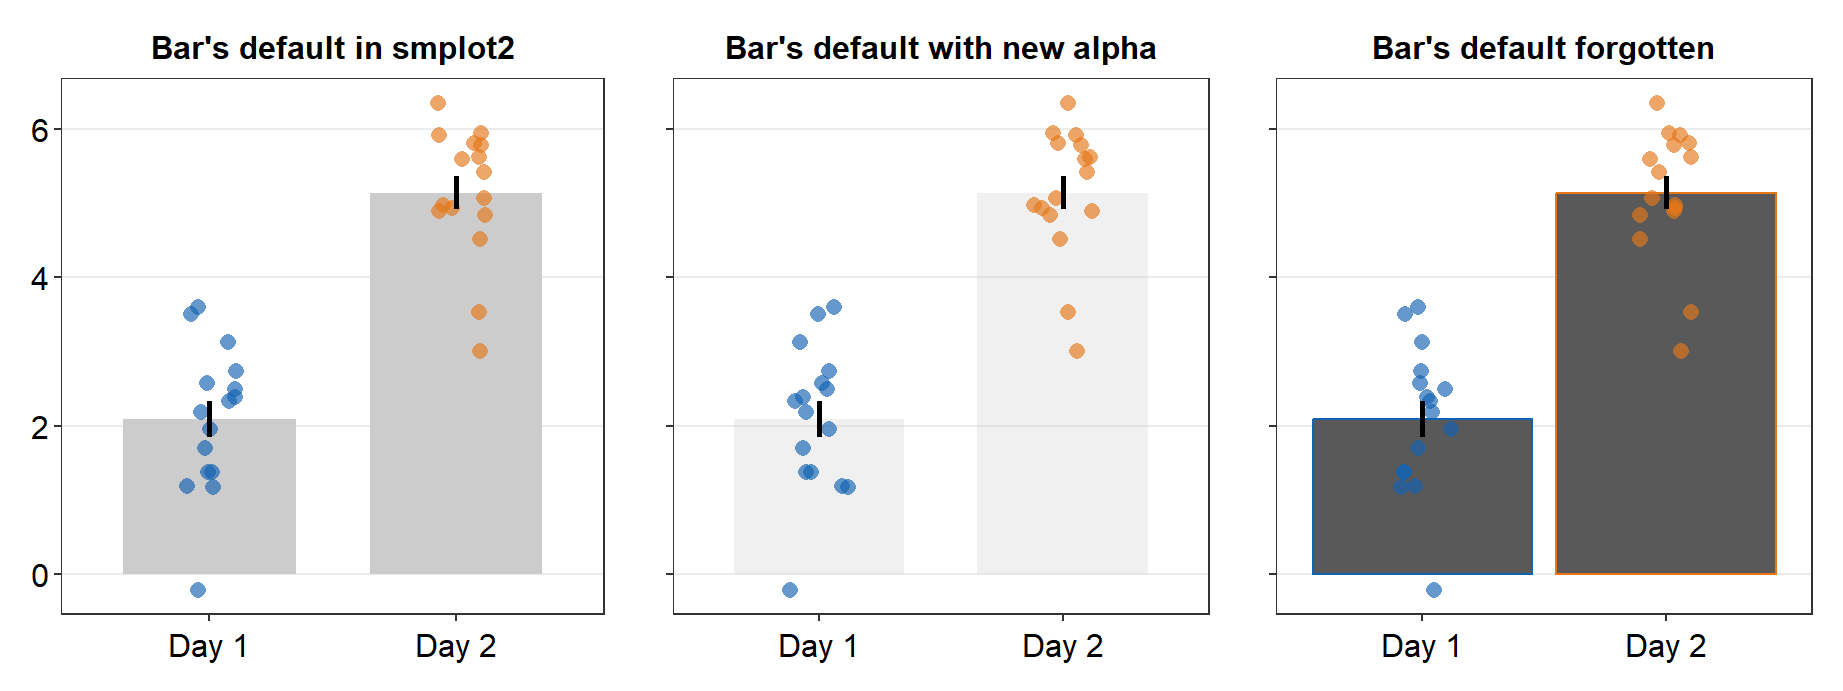 Bar's default in smplot2
Bar's default with new alpha
Bar's default forgotten
6
4
2
0
Day 1
Day 2
Day 1
Day 2
Day 1
Day 2